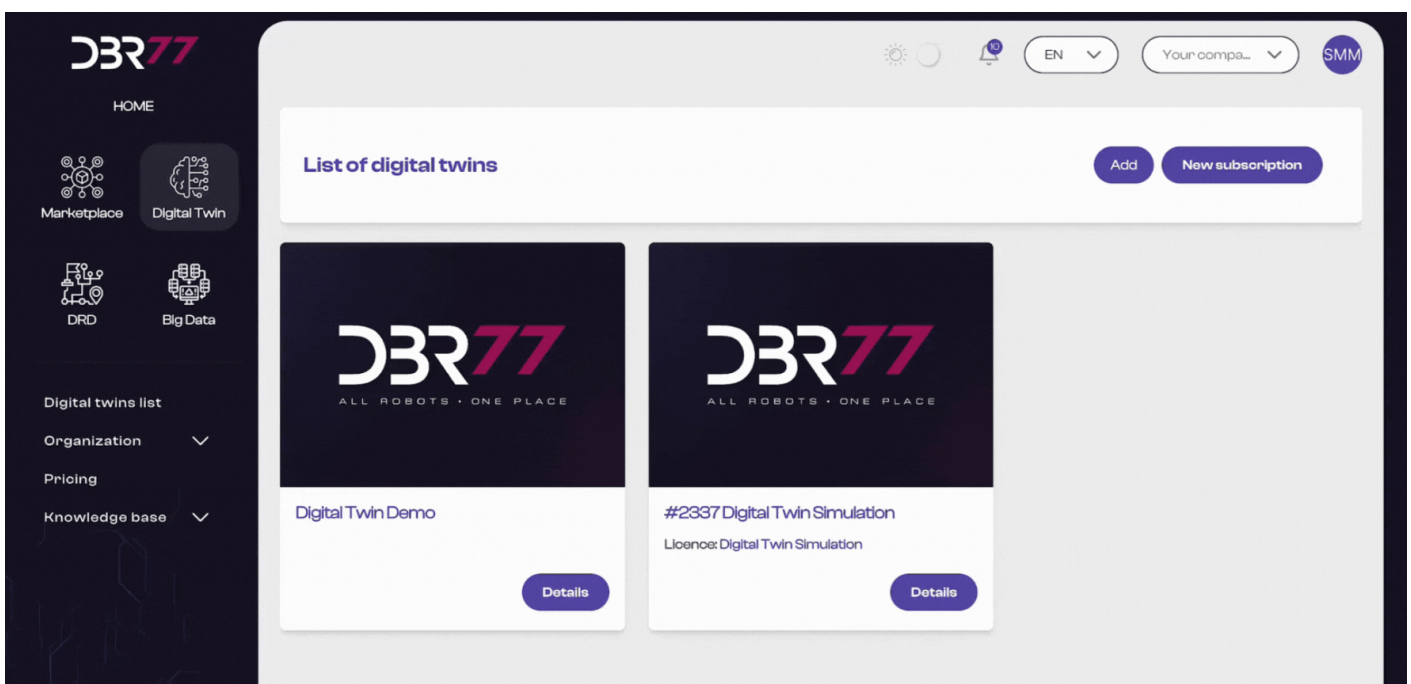 DBR77
HOME
Marketplace
Digital Twin
DRD
Big Data
Digital twins list
Organization
Pricing
Knowledge base
10
EN
Your compa...
SMM
List of digital twins
Add
New subscription
DBR77
ALL ROBOTS · ONE PLACE
Digital Twin Demo
Details
DBR77
ALL ROBOTS · ONE PLACE
#2337 Digital Twin Simulation
Licence: Digital Twin Simulation
Details